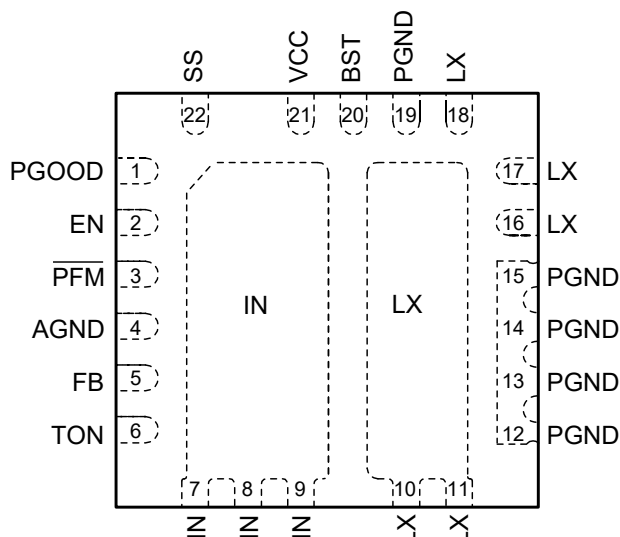 SS
VCC
BST
PGND
LX
22
21
20
19
18
PGOOD 1
EN 2
PFM 3
AGND 4
FB 5
TON 6
IN
LX
17 LX
16 LX
15 PGND
14 PGND
13 PGND
12 PGND
7
8
9
10
11
IN
IN
IN
LX
LX